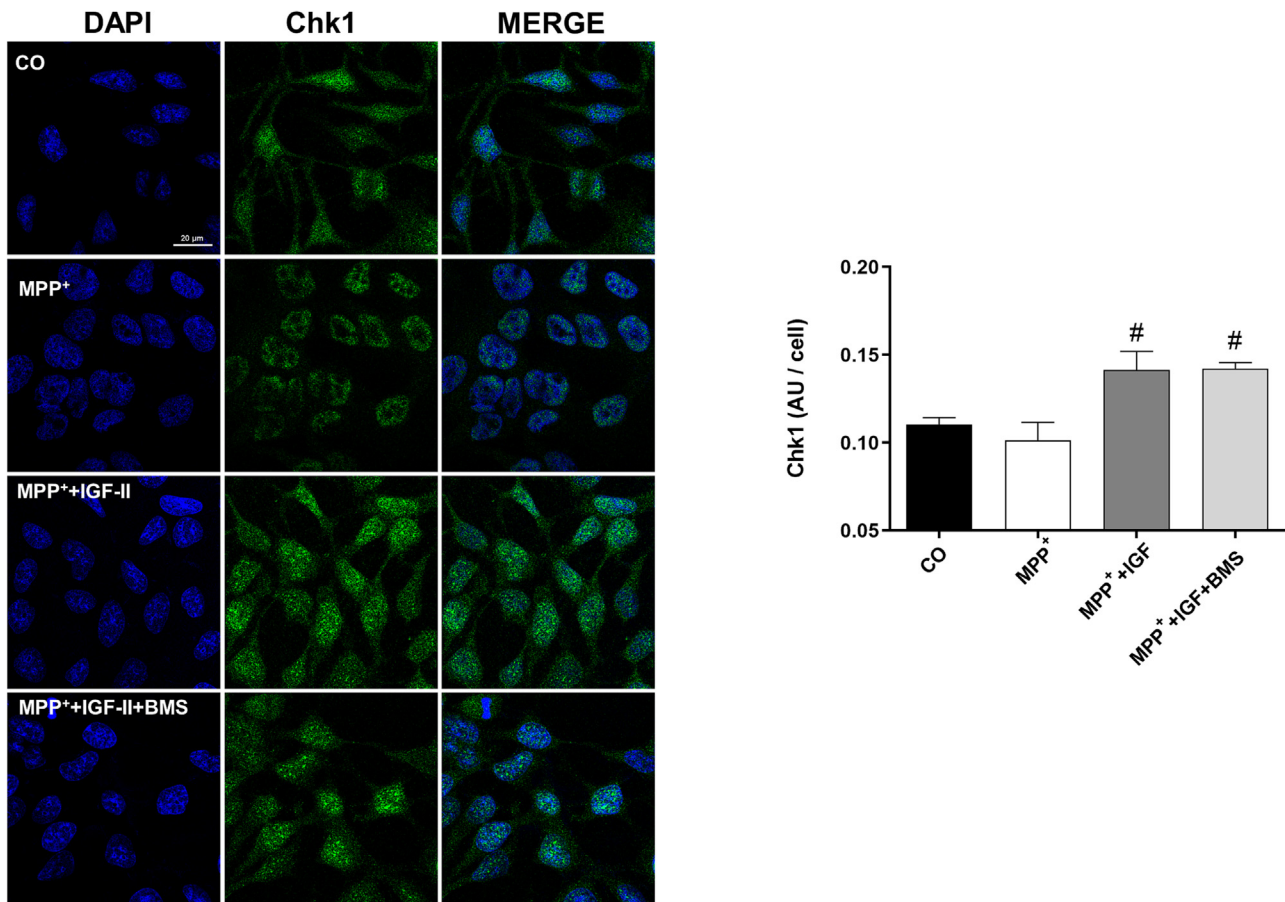 DAPI Chk1 MERGE
CO
20 µm
MPP⁺
MPP⁺+IGF-II
MPP⁺+IGF-II+BMS
Chk1 (AU / cell)
0.20
0.15
0.10
0.05
# #
CO MPP⁺ MPP⁺+IGF MPP⁺+IGF+BMS